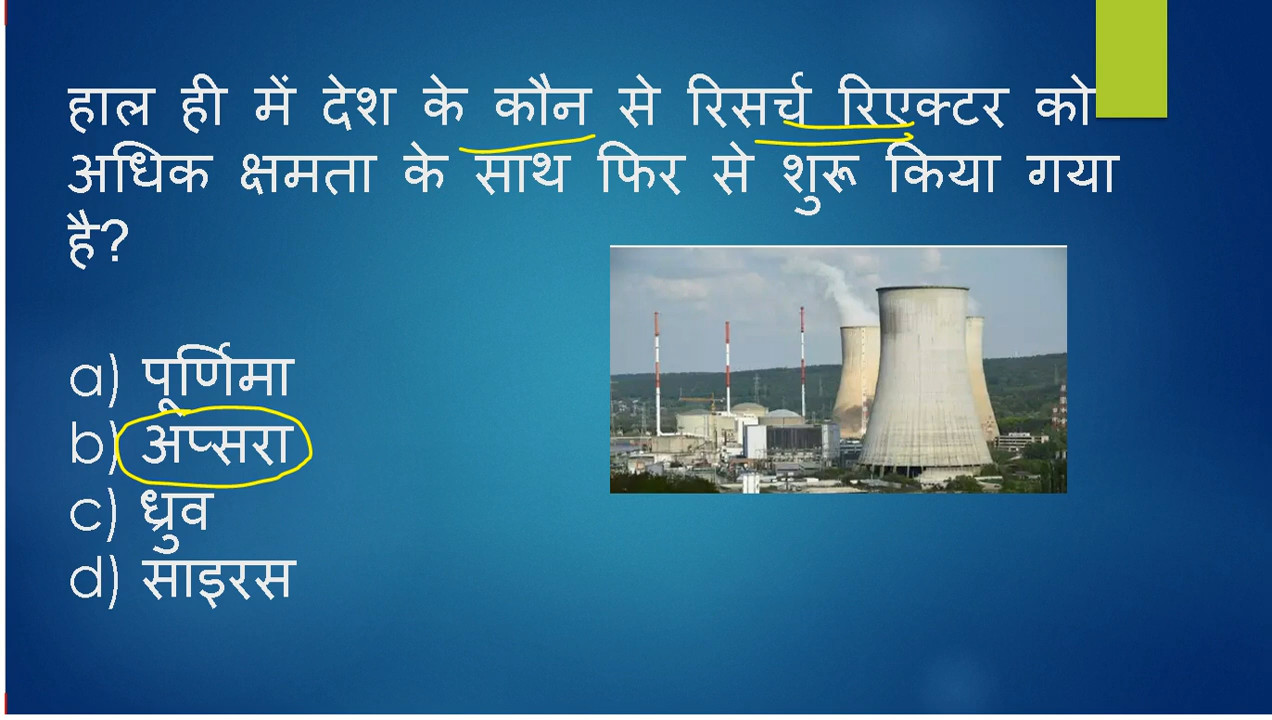 हाल ही में देश के कौन से रिसर्च रिएक्टर को
अधिक क्षमता के साथ फिर से शुरू किया गया
है?
a) पूर्णिमा
b) अप्सरा
c) ध्रुव
d) साइरस